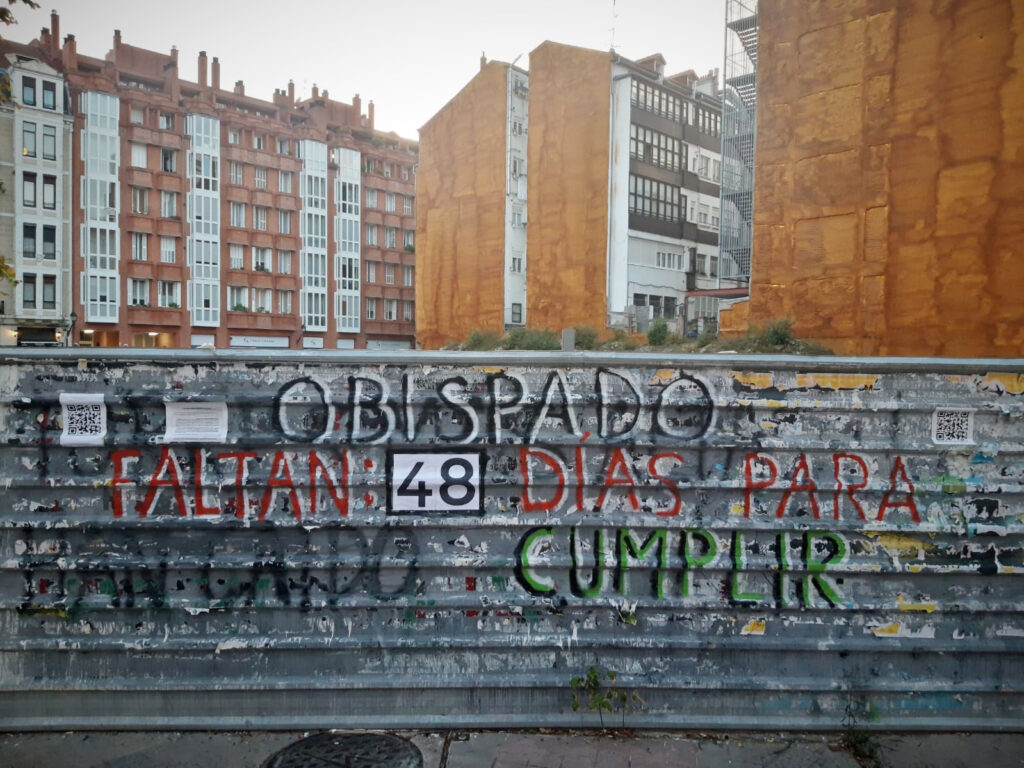 OBISPADO
FALTAN: 48 DÍAS PARA
CUMPLIR